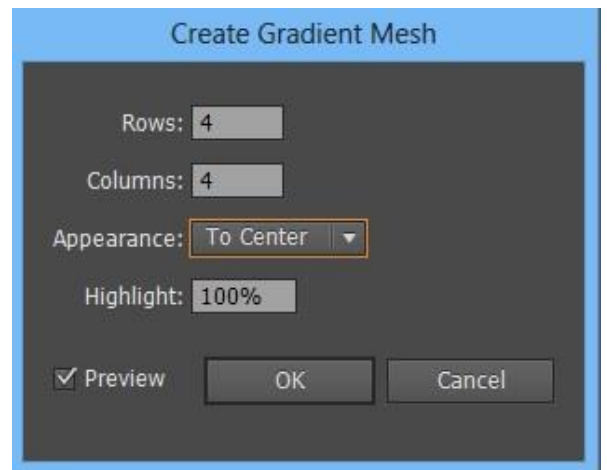 Create Gradient Mesh
Rows: 4
Columns: 4
Appearance: To Center
Highlight: 100%
Preview OK Cancel